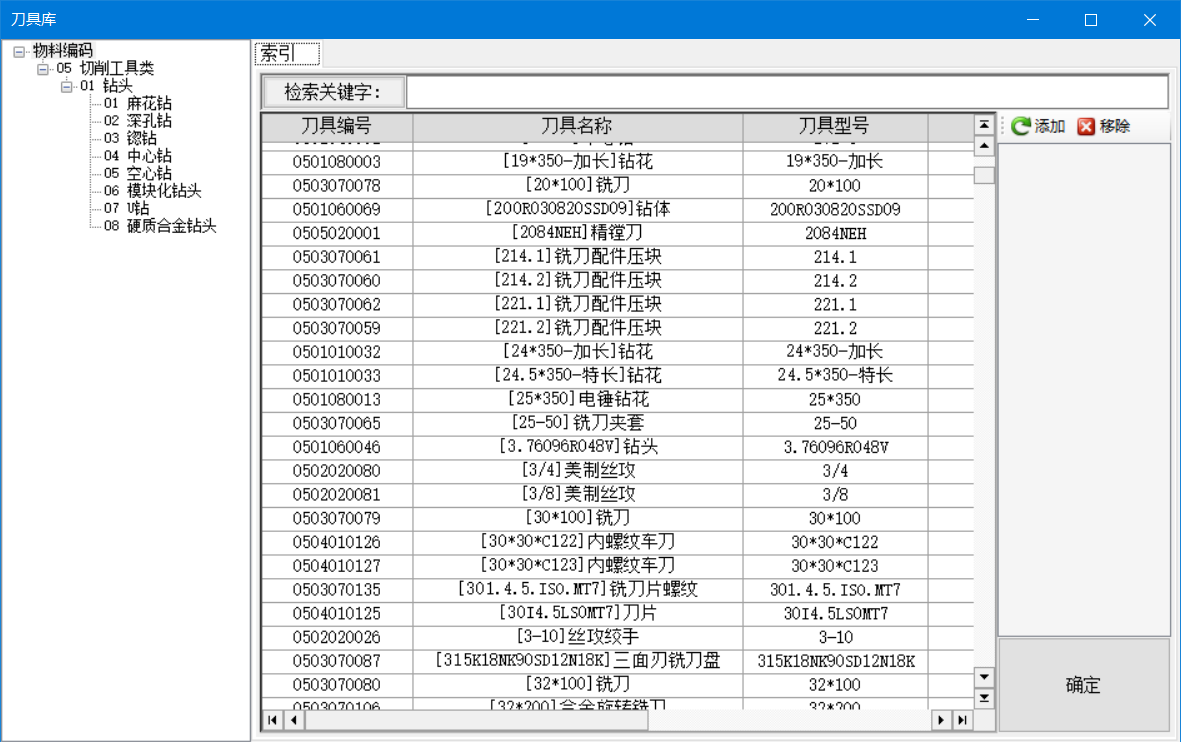 刀具库
物料编码
05 切削工具类
01 钻头
01 麻花钻
02 深孔钻
03 锪钻
04 中心钻
05 空心钻
06 模块化钻头
07 U钻
08 硬质合金钻头
索引
检索关键字:
添加 移除
刀具编号 刀具名称 刀具型号
0501080003 [19*350-加长]钻花 19*350-加长
0503070078 [20*100]铣刀 20*100
0501060069 [200R030820SSD09]钻体 200R030820SSD09
0505020001 [2084NEH]精镗刀 2084NEH
0503070061 [214.1]铣刀配件压块 214.1
0503070060 [214.2]铣刀配件压块 214.2
0503070062 [221.1]铣刀配件压块 221.1
0503070059 [221.2]铣刀配件压块 221.2
0501010032 [24*350-加长]钻花 24*350-加长
0501010033 [24.5*350-特长]钻花 24.5*350-特长
0501080013 [25*350]电锤钻花 25*350
0503070065 [25-50]铣刀夹套 25-50
0501060046 [3.76096R048V]钻头 3.76096R048V
0502020080 [3/4]美制丝攻 3/4
0502020081 [3/8]美制丝攻 3/8
0503070079 [30*100]铣刀 30*100
0504010126 [30*30*C122]内螺纹车刀 30*30*C122
0504010127 [30*30*C123]内螺纹车刀 30*30*C123
0503070135 [301.4.5.ISO.MT7]铣刀片螺纹 301.4.5.ISO.MT7
0504010125 [30I4.5LSOMT7]刀片 30I4.5LSOMT7
0502020026 [3-10]丝攻绞手 3-10
0503070087 [315K18NK90SD12N18K]三面刃铣刀盘 315K18NK90SD12N18K
0503070080 [32*100]铣刀 32*100
0503070106 [32*200]合金旋转铣刀 32*200
确定